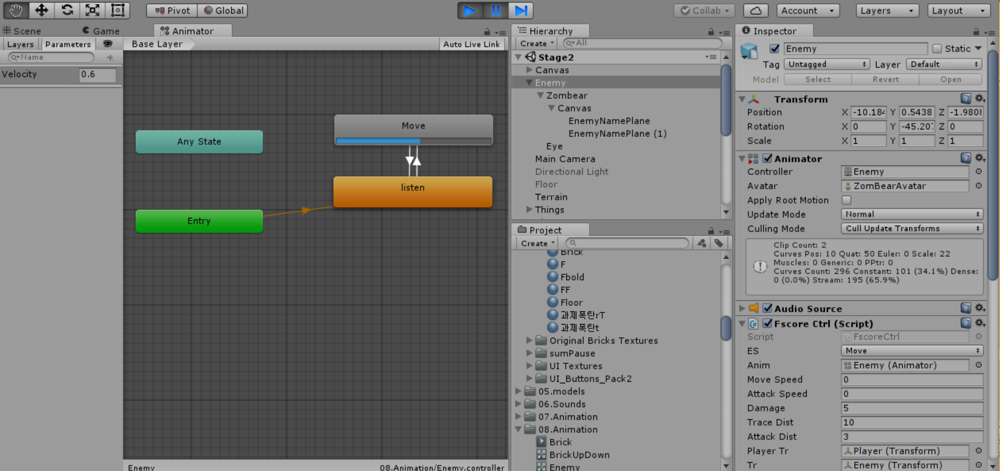 Pivot Global Collab Account Layers Layout
Scene Game Animator
Layers Parameters Base Layer Auto Live Link
Name
Velocity 0.6
Any State
Move
listen
Entry
Enemy 08.Animation/Enemy.controller
Hierarchy
Create All
Stage2
Canvas
Enemy
Zombear
Canvas
EnemyNamePlane
EnemyNamePlane (1)
Eye
Main Camera
Directional Light
Floor
Terrain
Things
Project
Create
Brick
F
Fbold
FF
Floor
과제폭탄rT
과제폭탄t
Original Bricks Textures
sumPause
UI Textures
UI_Buttons_Pack2
05.models
06.Sounds
07.Animation
08.Animation
Brick
BrickUpDown
Enemy
Inspector
Enemy Static
Tag Untagged Layer Default
Model Select Revert Open
Transform
Position X -10.184 Y 0.5438 Z -1.9808
Rotation X 0 Y -45.207 Z 0
Scale X 1 Y 1 Z 1
Animator
Controller Enemy
Avatar ZomBearAvatar
Apply Root Motion
Update Mode Normal
Culling Mode Cull Update Transforms
Clip Count: 2
Curves Pos: 10 Quat: 50 Euler: 0 Scale: 22
Muscles: 0 Generic: 0 PPtr: 0
Curves Count: 296 Constant: 101 (34.1%) Dense:
0 (0.0%) Stream: 195 (65.9%)
Audio Source
Fscore Ctrl (Script)
Script FscoreCtrl
ES Move
Anim Enemy (Animator)
Move Speed 0
Attack Speed 0
Damage 5
Trace Dist 10
Attack Dist 3
Player Tr Player (Transform)
Tr Enemy (Transform)